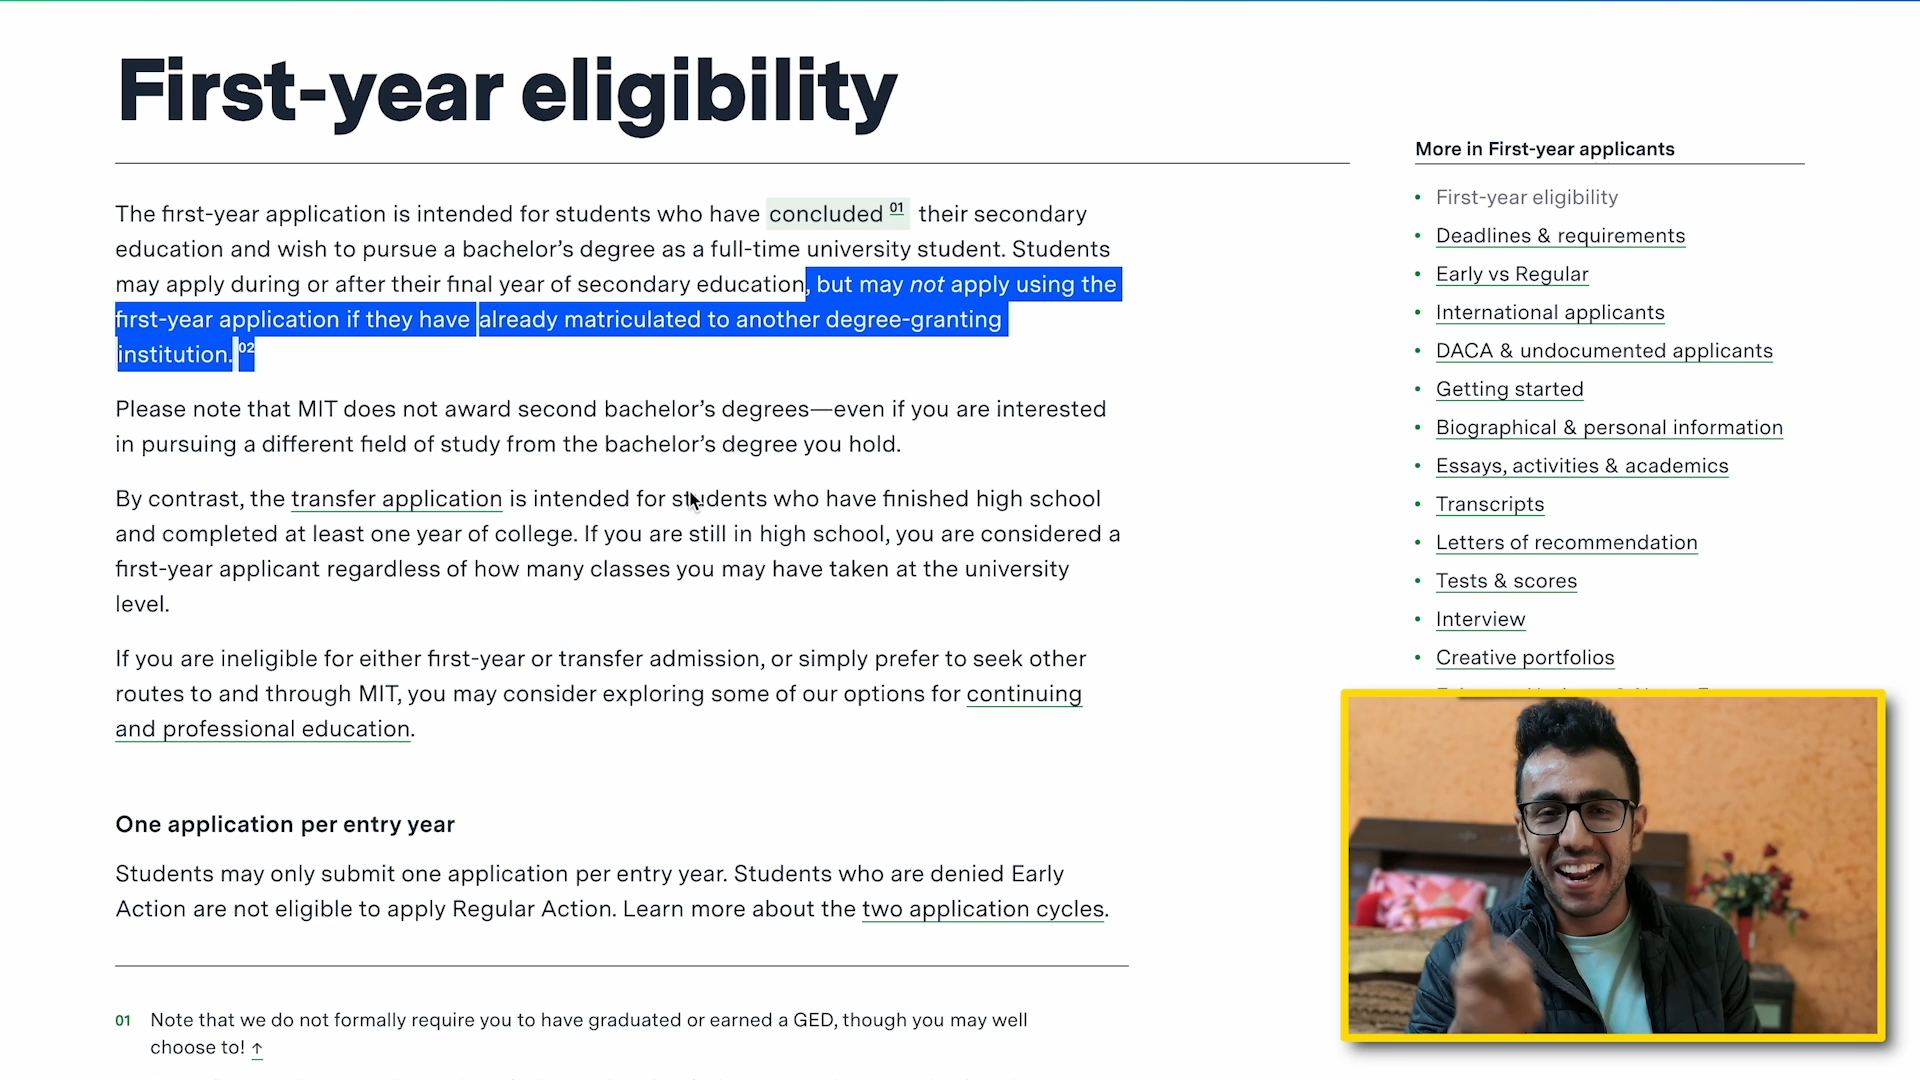 First-year eligibility
The first-year application is intended for students who have concluded 01 their secondary
education and wish to pursue a bachelor’s degree as a full-time university student. Students
may apply during or after their final year of secondary education, but may not apply using the
first-year application if they have already matriculated to another degree-granting
institution. 02
Please note that MIT does not award second bachelor’s degrees—even if you are interested
in pursuing a different field of study from the bachelor’s degree you hold.
By contrast, the transfer application is intended for students who have finished high school
and completed at least one year of college. If you are still in high school, you are considered a
first-year applicant regardless of how many classes you may have taken at the university
level.
If you are ineligible for either first-year or transfer admission, or simply prefer to seek other
routes to and through MIT, you may consider exploring some of our options for continuing
and professional education.
One application per entry year
Students may only submit one application per entry year. Students who are denied Early
Action are not eligible to apply Regular Action. Learn more about the two application cycles.
01 Note that we do not formally require you to have graduated or earned a GED, though you may well
choose to! ↑
More in First-year applicants
• First-year eligibility
• Deadlines & requirements
• Early vs Regular
• International applicants
• DACA & undocumented applicants
• Getting started
• Biographical & personal information
• Essays, activities & academics
• Transcripts
• Letters of recommendation
• Tests & scores
• Interview
• Creative portfolios